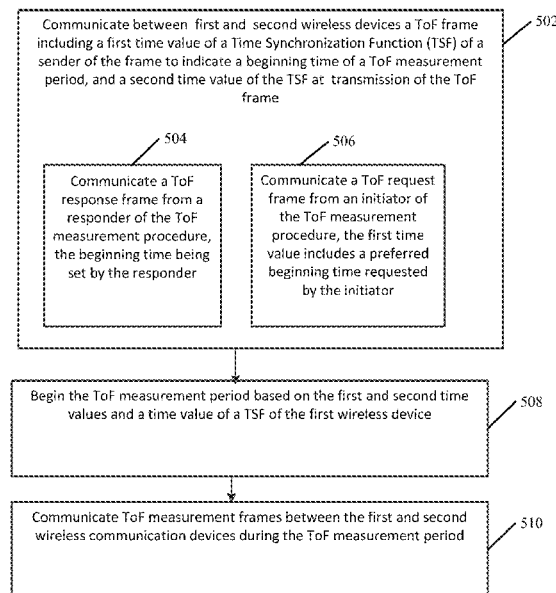 Communicate between first and second wireless devices a ToF frame
including a first time value of a Time Synchronization Function (TSF) of a
sender of the frame to indicate a beginning time of a ToF measurement
period, and a second time value of the TSF at transmission of the ToF
frame
502
504
Communicate a ToF
response frame from a
responder of the ToF
measurement procedure,
the beginning time being
set by the responder
506
Communicate a ToF request
frame from an initiator of
the ToF measurement
procedure, the first time
value includes a preferred
beginning time requested
by the initiator
Begin the ToF measurement period based on the first and second time
values and a time value of a TSF of the first wireless device
508
Communicate ToF measurement frames between the first and second
wireless communication devices during the ToF measurement period
510